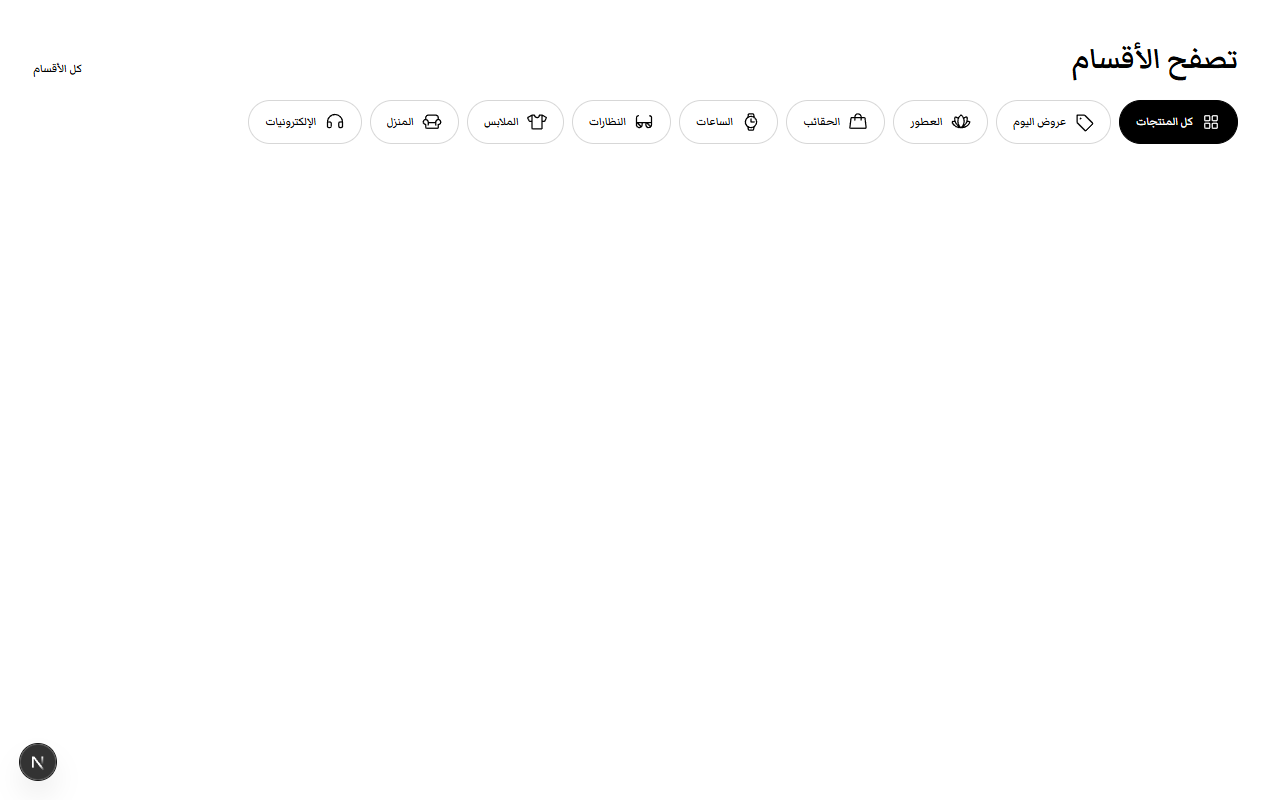 تصفح الأقسام
كل الأقسام
كل المنتجات
عروض اليوم
العطور
الحقائب
الساعات
النظارات
الملابس
المنزل
الإلكترونيات
N